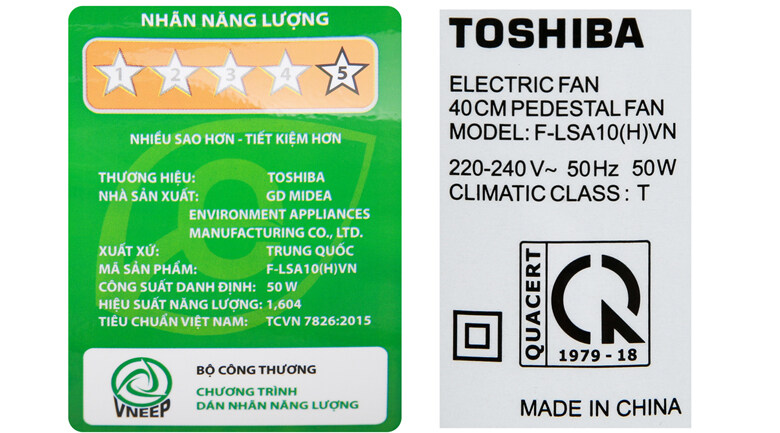 NHÃN NĂNG LƯỢNG
1 2 3 4 5
NHIỀU SAO HƠN - TIẾT KIỆM HƠN
THƯƠNG HIỆU: TOSHIBA
NHÀ SẢN XUẤT: GD MIDEA
ENVIRONMENT APPLIANCES
MANUFACTURING CO., LTD.
XUẤT XỨ: TRUNG QUỐC
MÃ SẢN PHẨM: F-LSA10(H)VN
CÔNG SUẤT DANH ĐỊNH: 50 W
HIỆU SUẤT NĂNG LƯỢNG: 1,604
TIÊU CHUẨN VIỆT NAM: TCVN 7826:2015
VNEEP
BỘ CÔNG THƯƠNG
CHƯƠNG TRÌNH
DÁN NHÃN NĂNG LƯỢNG
TOSHIBA
ELECTRIC FAN
40CM PEDESTAL FAN
MODEL: F-LSA10(H)VN
220-240 V~ 50Hz 50W
CLIMATIC CLASS : T
QUACERT
1979 - 18
MADE IN CHINA